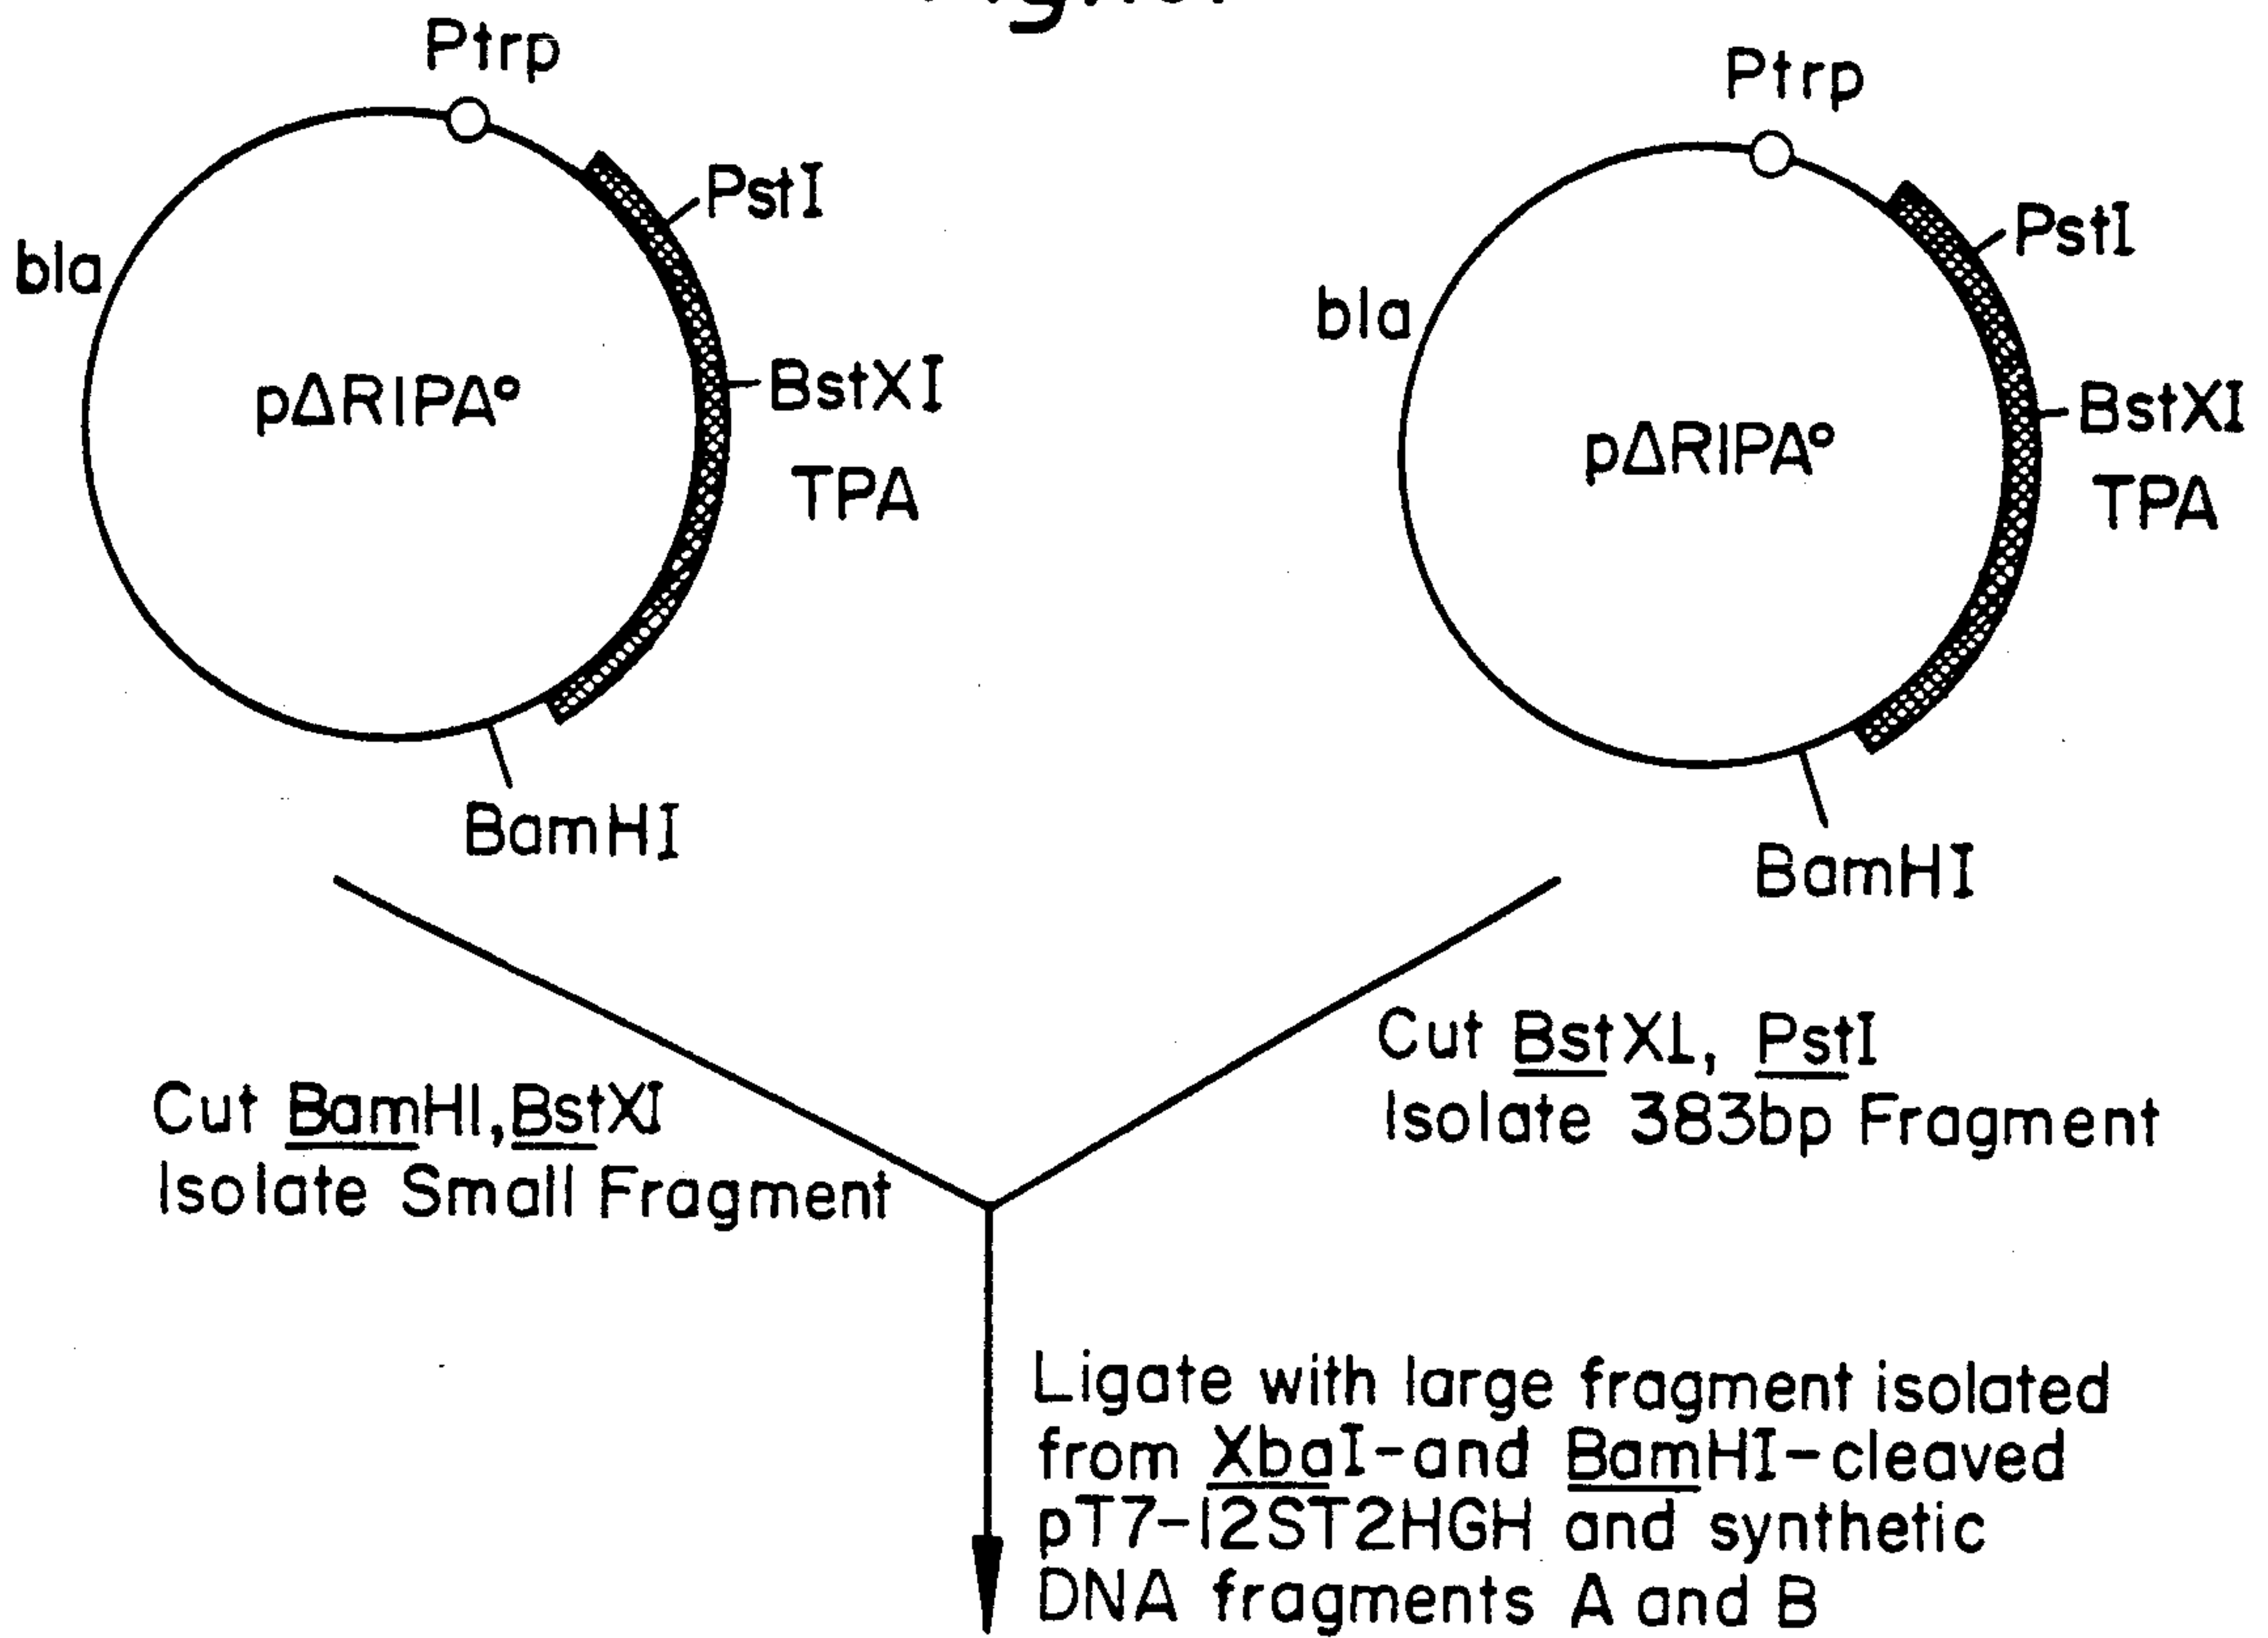 Ptrp
PstI
bla
pΔRIPA°
BstXI
TPA
BamHI
Ptrp
PstI
bla
pΔRIPA°
BstXI
TPA
BamHI
Cut BamHI, BstXI
Isolate Small Fragment
Cut BstXI, PstI
Isolate 383bp Fragment
Ligate with large fragment isolated
from XbaI-and BamHI-cleaved
pT7-12ST2HGH and synthetic
DNA fragments A and B